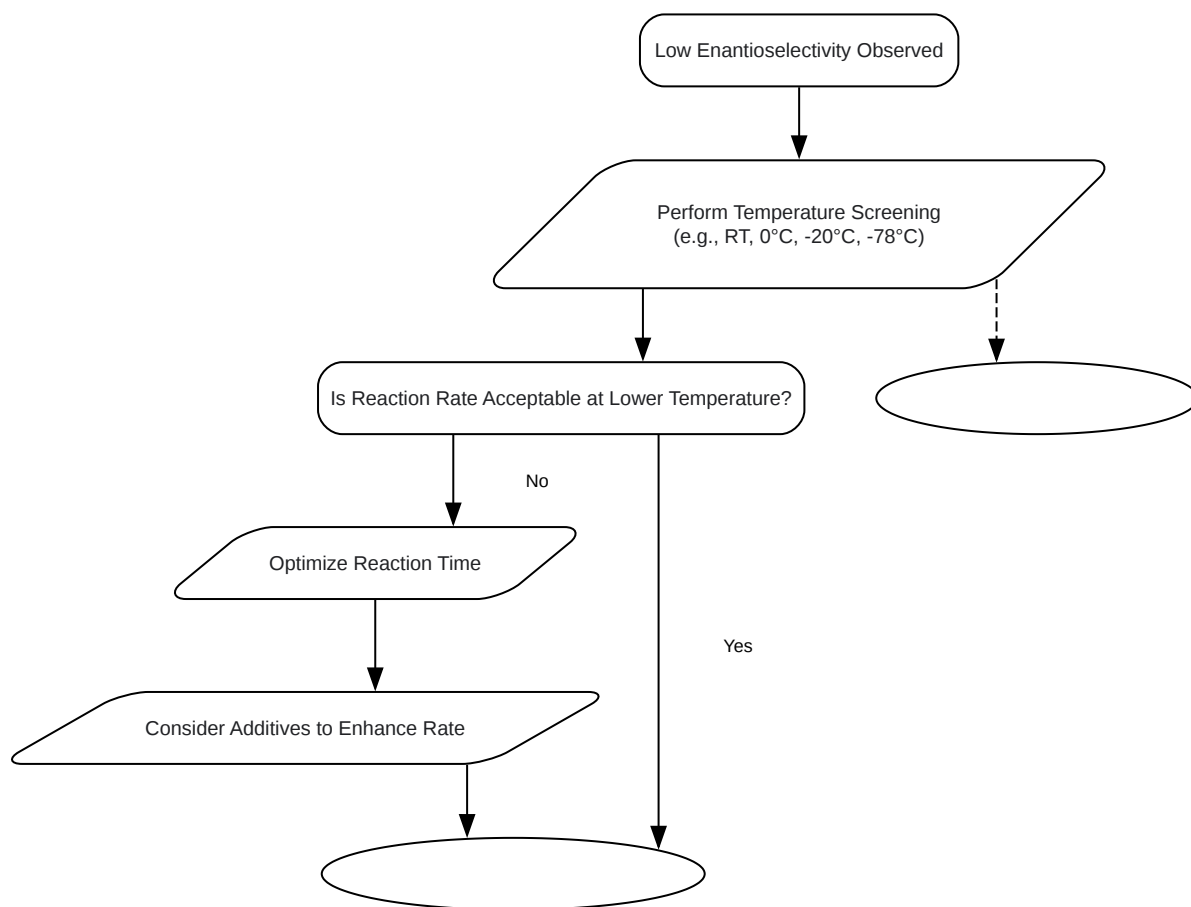 Low Enantioselectivity Observed
Perform Temperature Screening
(e.g., RT, 0°C, -20°C, -78°C)
Is Reaction Rate Acceptable at Lower Temperature?
No
Optimize Reaction Time
Yes
Consider Additives to Enhance Rate